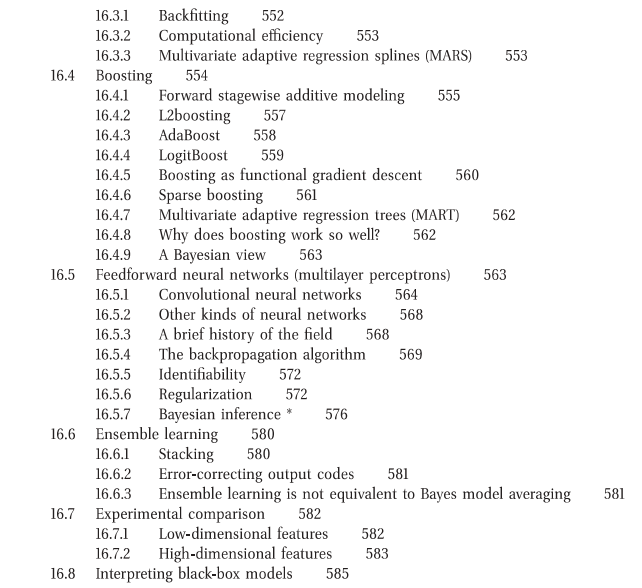 16.3.1 Backfitting 552
16.3.2 Computational efficiency 553
16.3.3 Multivariate adaptive regression splines (MARS) 553
16.4 Boosting 554
16.4.1 Forward stagewise additive modeling 555
16.4.2 L2boosting 557
16.4.3 AdaBoost 558
16.4.4 LogitBoost 559
16.4.5 Boosting as functional gradient descent 560
16.4.6 Sparse boosting 561
16.4.7 Multivariate adaptive regression trees (MART) 562
16.4.8 Why does boosting work so well? 562
16.4.9 A Bayesian view 563
16.5 Feedforward neural networks (multilayer perceptrons) 563
16.5.1 Convolutional neural networks 564
16.5.2 Other kinds of neural networks 568
16.5.3 A brief history of the field 568
16.5.4 The backpropagation algorithm 569
16.5.5 Identifiability 572
16.5.6 Regularization 572
16.5.7 Bayesian inference * 576
16.6 Ensemble learning 580
16.6.1 Stacking 580
16.6.2 Error-correcting output codes 581
16.6.3 Ensemble learning is not equivalent to Bayes model averaging 581
16.7 Experimental comparison 582
16.7.1 Low-dimensional features 582
16.7.2 High-dimensional features 583
16.8 Interpreting black-box models 585